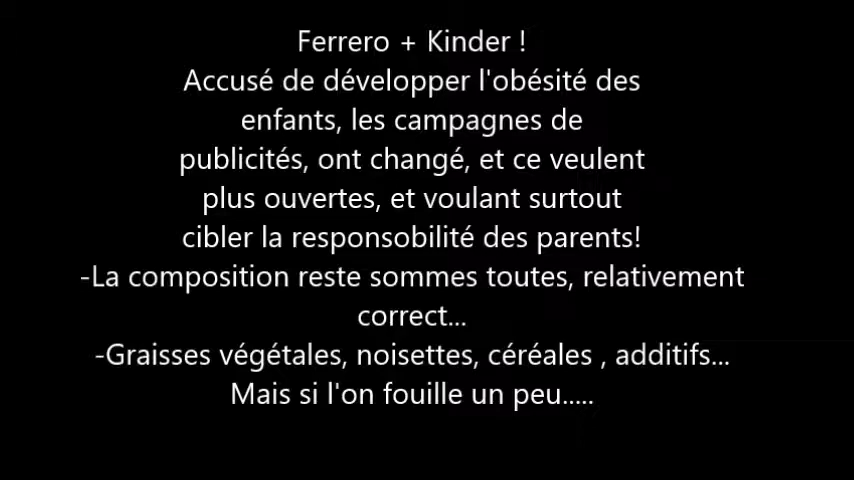 Ferrero + Kinder !
Accusé de développer l'obésité des
enfants, les campagnes de
publicités, ont changé, et ce veulent
plus ouvertes, et voulant surtout
cibler la responsobilité des parents!
-La composition reste sommes toutes, relativement
correct...
-Graisses végétales, noisettes, céréales , additifs...
Mais si l'on fouille un peu.....